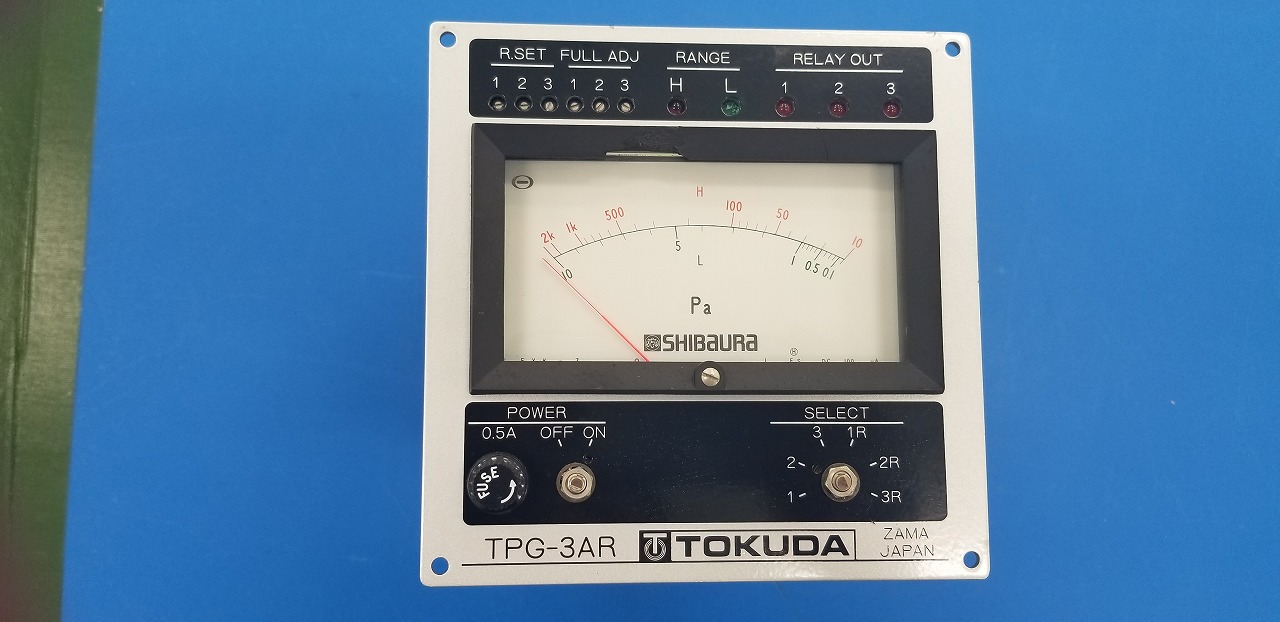 R.SET FULL ADJ RANGE RELAY OUT
1 2 3 1 2 3 H L 1 2 3
H
2k 1k 500 100 50 10
10 5 1 0.5 0.1
L
Pa
SHIBAURA
POWER SELECT
0.5A OFF ON 3 1R
2 2R
FUSE
1 3R
TPG-3AR TOKUDA ZAMA
JAPAN